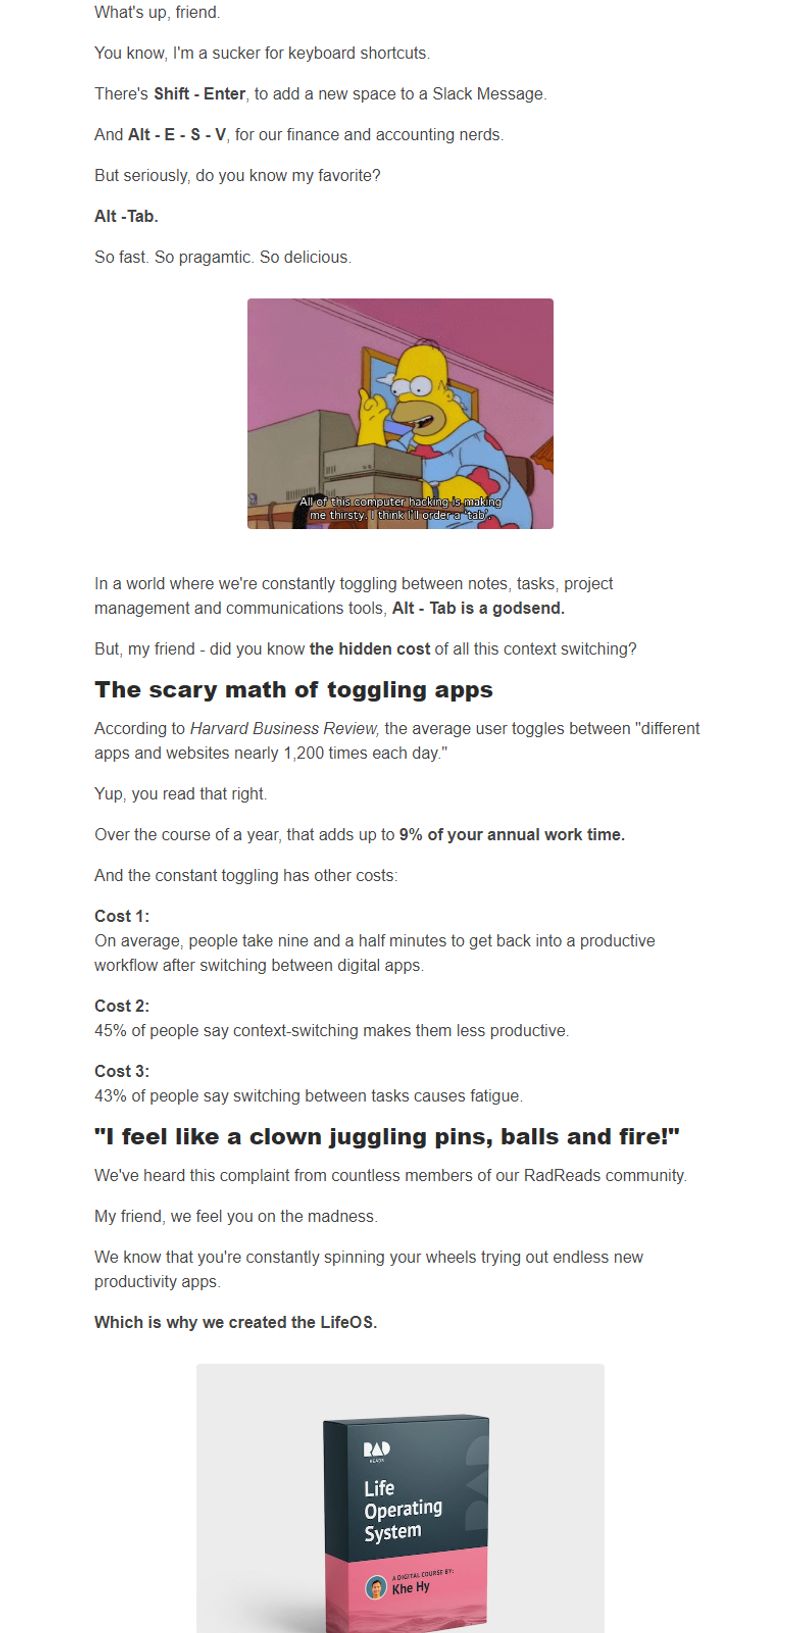 What's up, friend.
You know, I'm a sucker for keyboard shortcuts.
There's Shift - Enter, to add a new space to a Slack Message.
And Alt - E - S - V, for our finance and accounting nerds.
But seriously, do you know my favorite?
Alt -Tab.
So fast. So pragamtic. So delicious.
All of this computer hacking is making
me thirsty. I think I'll order a 'tab'.
In a world where we're constantly toggling between notes, tasks, project
management and communications tools, Alt - Tab is a godsend.
But, my friend - did you know the hidden cost of all this context switching?
The scary math of toggling apps
According to Harvard Business Review, the average user toggles between "different
apps and websites nearly 1,200 times each day."
Yup, you read that right.
Over the course of a year, that adds up to 9% of your annual work time.
And the constant toggling has other costs:
Cost 1:
On average, people take nine and a half minutes to get back into a productive
workflow after switching between digital apps.
Cost 2:
45% of people say context-switching makes them less productive.
Cost 3:
43% of people say switching between tasks causes fatigue.
"I feel like a clown juggling pins, balls and fire!"
We've heard this complaint from countless members of our RadReads community.
My friend, we feel you on the madness.
We know that you're constantly spinning your wheels trying out endless new
productivity apps.
Which is why we created the LifeOS.
RAD
READS
Life
Operating
System
A DIGITAL COURSE BY:
Khe Hy